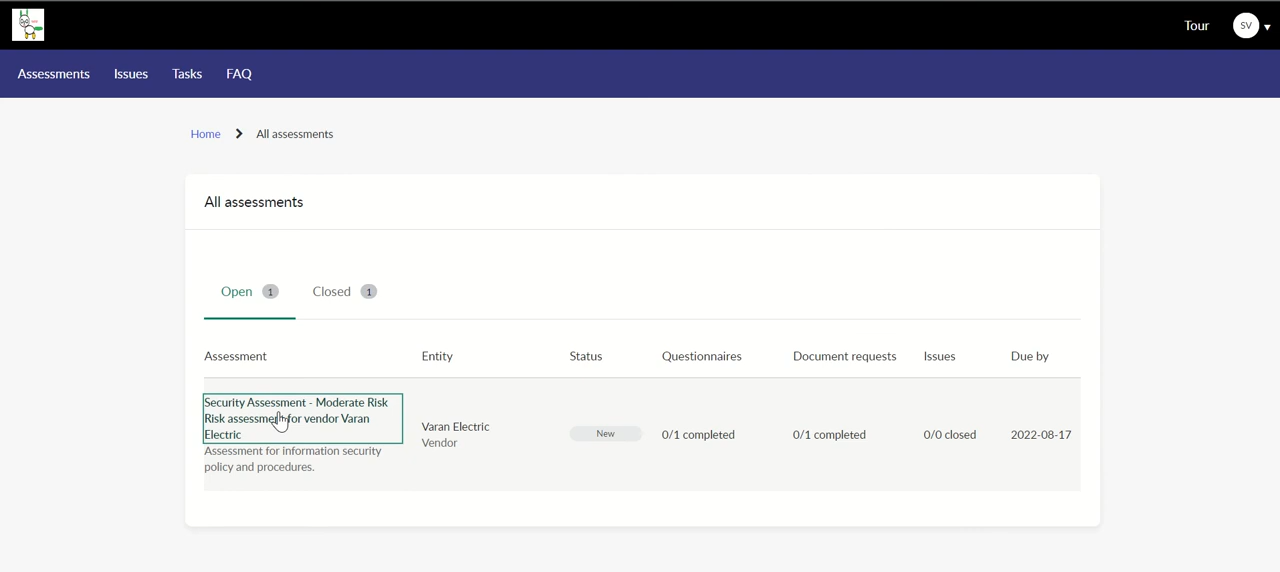 Tour SV
Assessments Issues Tasks FAQ
Home All assessments
All assessments
Open 1 Closed 1
Assessment Entity Status Questionnaires Document requests Issues Due by
Security Assessment - Moderate Risk
Risk assessment for vendor Varan
Electric
Assessment for information security
policy and procedures.
Varan Electric
Vendor
New
0/1 completed
0/1 completed
0/0 closed
2022-08-17